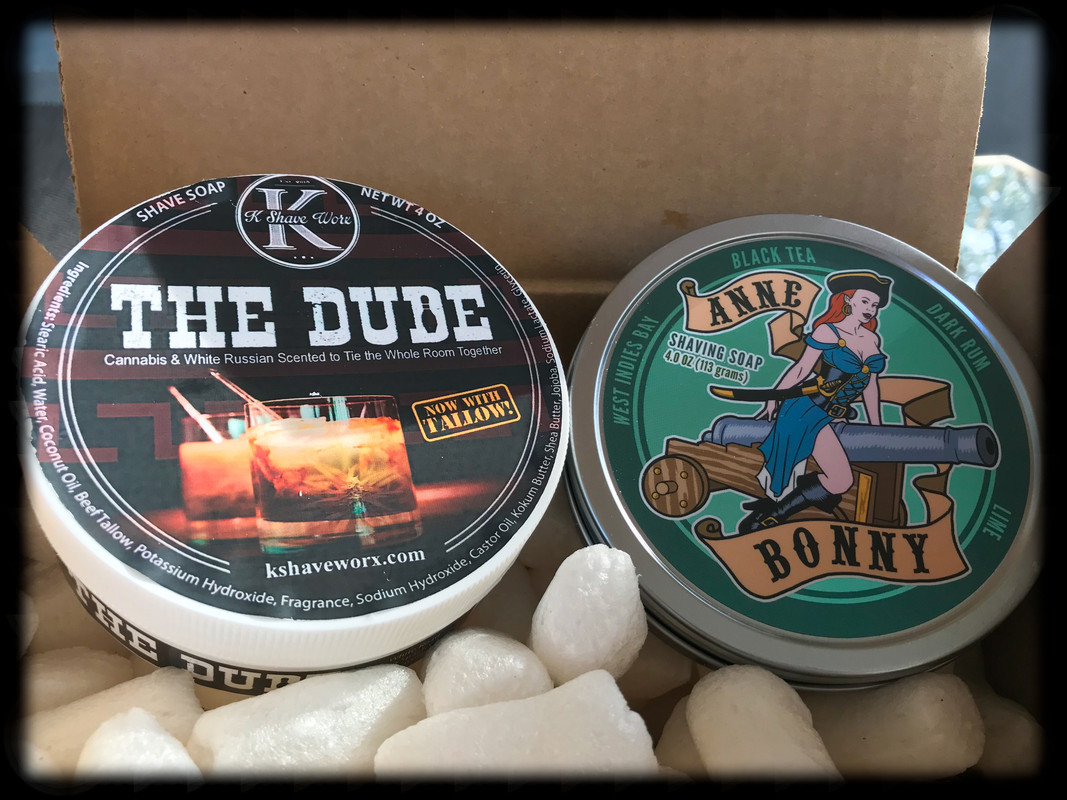 SHAVE SOAP
NET WT 4 OZ
K Shave Worx
THE DUDE
Cannabis & White Russian Scented to Tie the Whole Room Together
NOW WITH
TALLOW!
kshaveworx.com
Ingredients: Stearic Acid, Water, Coconut Oil, Beef Tallow, Potassium Hydroxide, Fragrance, Sodium Hydroxide, Castor Oil, Kokum Butter, Shea Butter, Jojoba, Sodium Lactate, Glycerin
THE DUDE
BLACK TEA
DARK RUM
WEST INDIES BAY
LIME
ANNE
SHAVING SOAP
4.0 OZ (113 grams)
BONNY